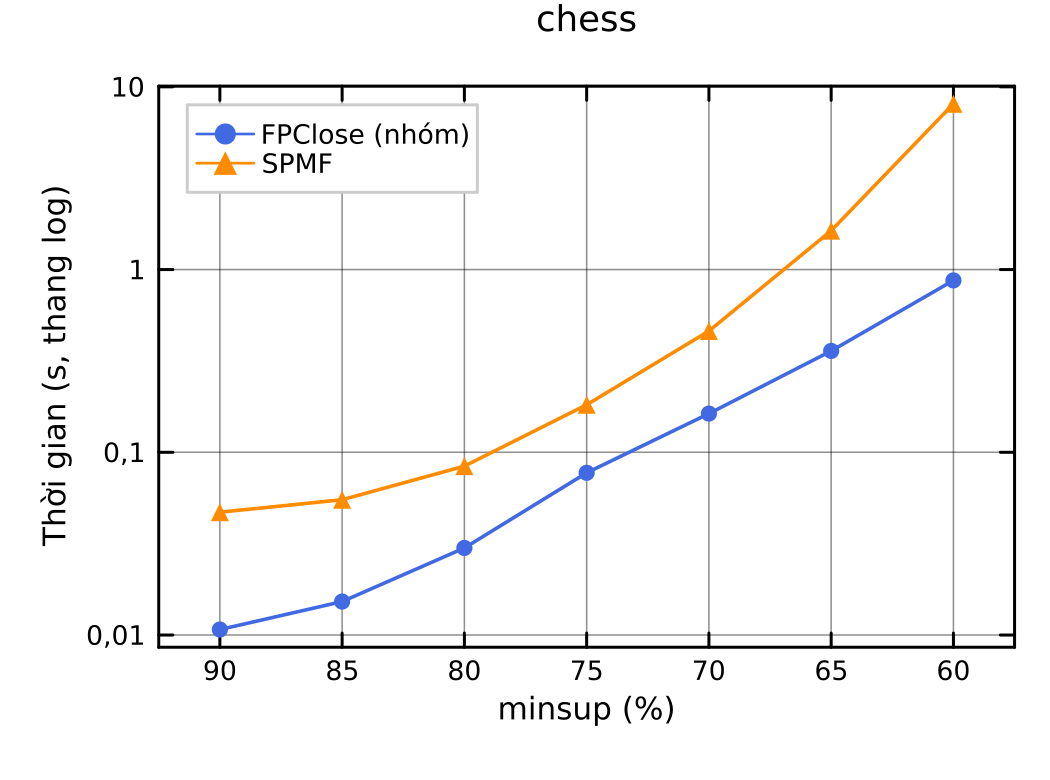 chess
10
1
0,1
0,01
Thời gian (s, thang log)
FPClose (nhóm)
SPMF
90 85 80 75 70 65 60
minsup (%)